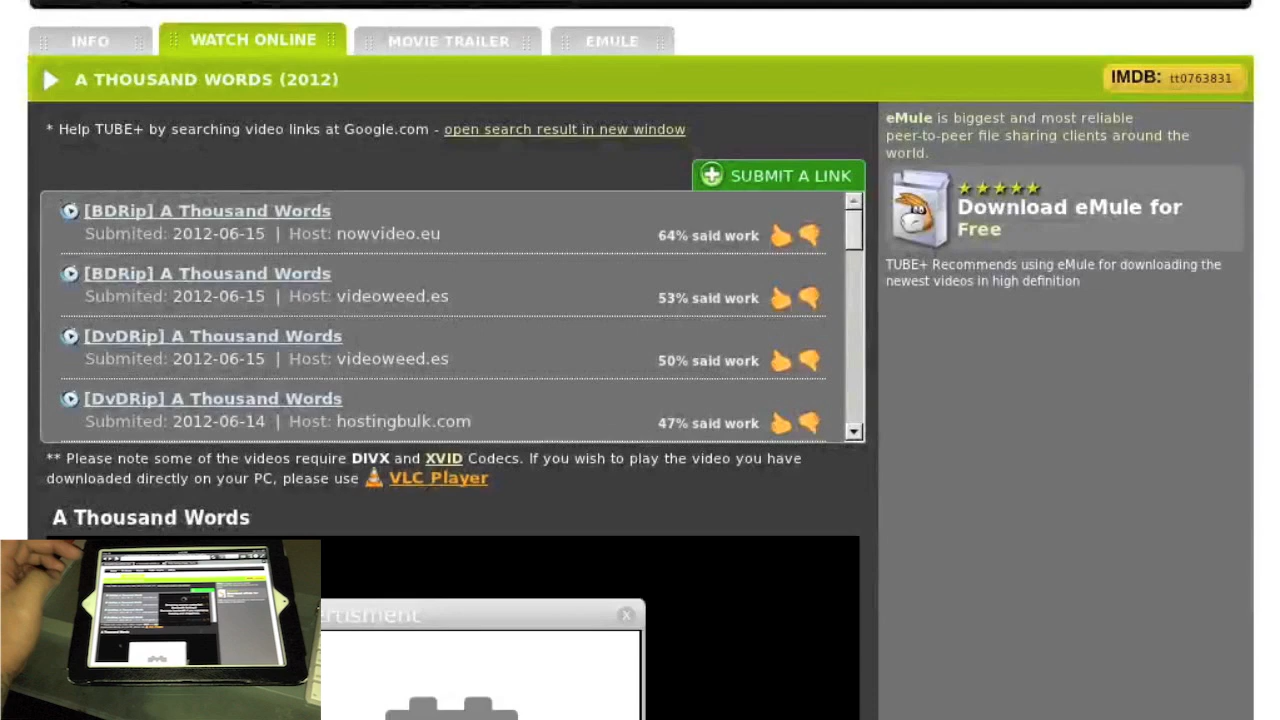 INFO
WATCH ONLINE
MOVIE TRAILER
EMULE
A THOUSAND WORDS (2012)
IMDB: tt0763831
* Help TUBE+ by searching video links at Google.com - open search result in new window
SUBMIT A LINK
[BDRip] A Thousand Words
Submited: 2012-06-15 | Host: nowvideo.eu
64% said work
[BDRip] A Thousand Words
Submited: 2012-06-15 | Host: videoweed.es
53% said work
[DvDRip] A Thousand Words
Submited: 2012-06-15 | Host: videoweed.es
50% said work
[DvDRip] A Thousand Words
Submited: 2012-06-14 | Host: hostingbulk.com
47% said work
** Please note some of the videos require DIVX and XVID Codecs. If you wish to play the video you have
downloaded directly on your PC, please use VLC Player
A Thousand Words
eMule is biggest and most reliable
peer-to-peer file sharing clients around the
world.
Download eMule for
Free
TUBE+ Recommends using eMule for downloading the
newest videos in high definition